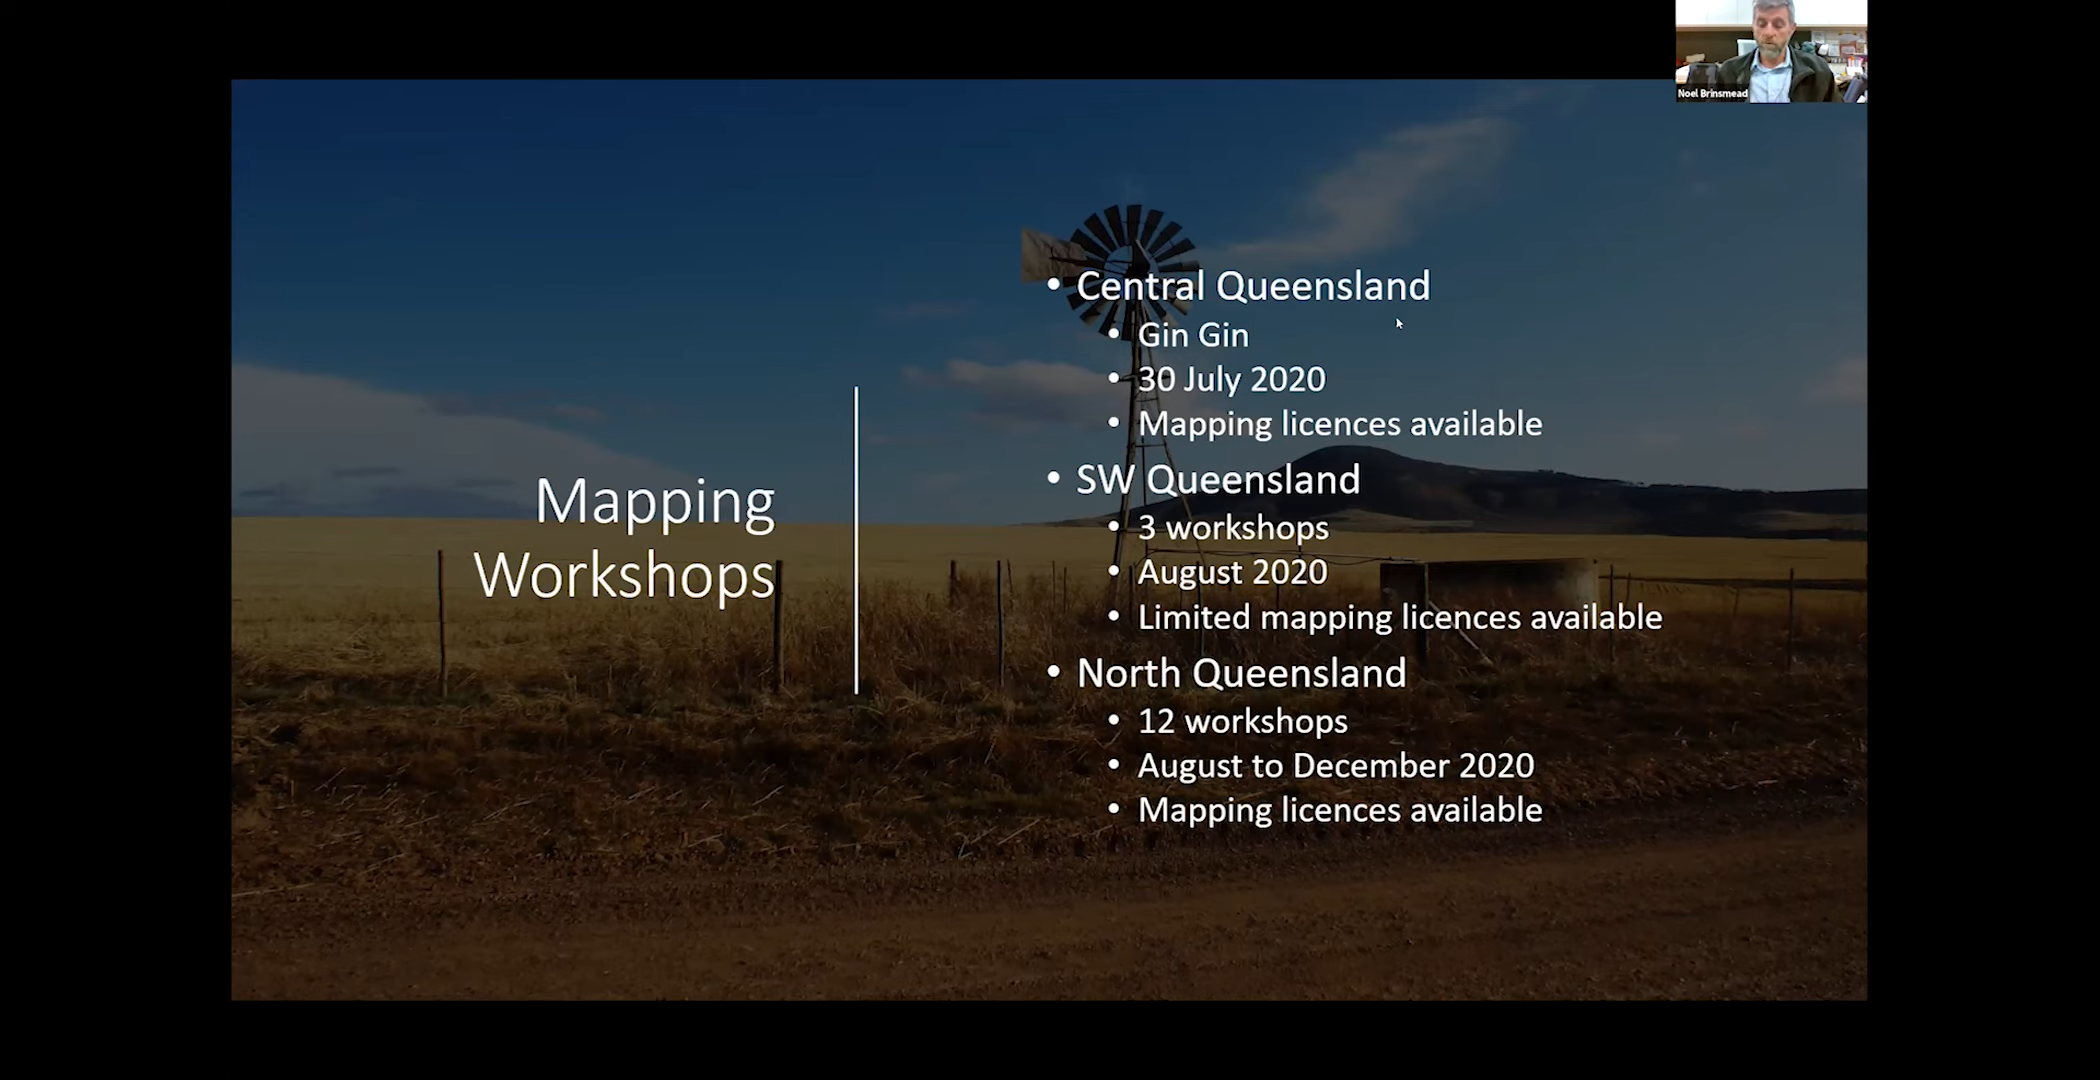 Noel Brinsmead
Mapping
Workshops
• Central Queensland
• Gin Gin
• 30 July 2020
• Mapping licences available
• SW Queensland
• 3 workshops
• August 2020
• Limited mapping licences available
• North Queensland
• 12 workshops
• August to December 2020
• Mapping licences available